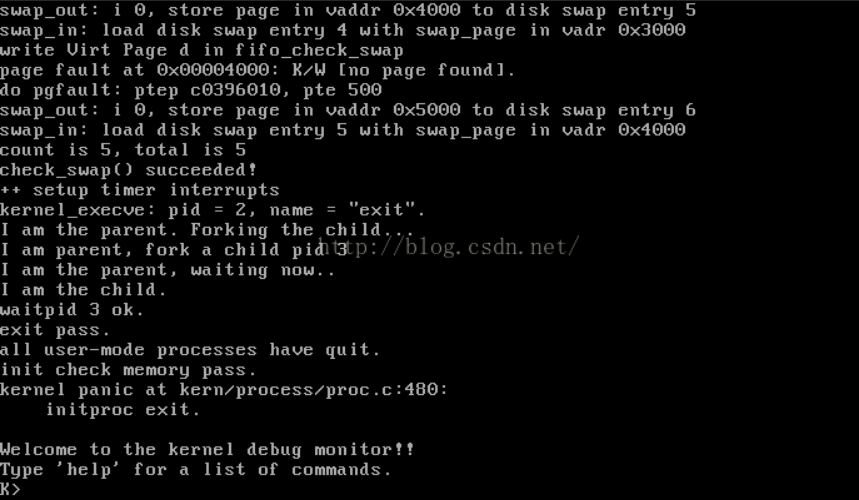 swap_out: i 0, store page in vaddr 0x4000 to disk swap entry 5
swap_in: load disk swap entry 4 with swap_page in vadr 0x3000
write Virt Page d in fifo_check_swap
page fault at 0x00004000: K/W [no page found].
do pgfault: ptep c0396010, pte 500
swap_out: i 0, store page in vaddr 0x5000 to disk swap entry 6
swap_in: load disk swap entry 5 with swap_page in vadr 0x4000
count is 5, total is 5
check_swap() succeeded!
++ setup timer interrupts
kernel_execve: pid = 2, name = "exit".
I am the parent. Forking the child...
I am parent, fork a child pid 3
http://blog.csdn.net/
I am the parent, waiting now..
I am the child.
waitpid 3 ok.
exit pass.
all user-mode processes have quit.
init check memory pass.
kernel panic at kern/process/proc.c:480:
    initproc exit.
Welcome to the kernel debug monitor!!
Type 'help' for a list of commands.
K>